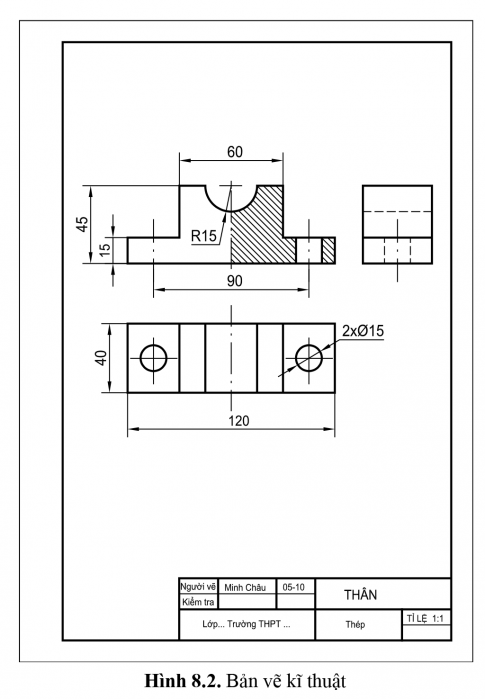 60
45
15
R15
90
40
2xØ15
120
Người vẽ Minh Châu 05-10 THÂN
Kiểm tra
Lớp... Trường THPT ... Thép TỈ LỆ 1:1
Hình 8.2. Bản vẽ kĩ thuật